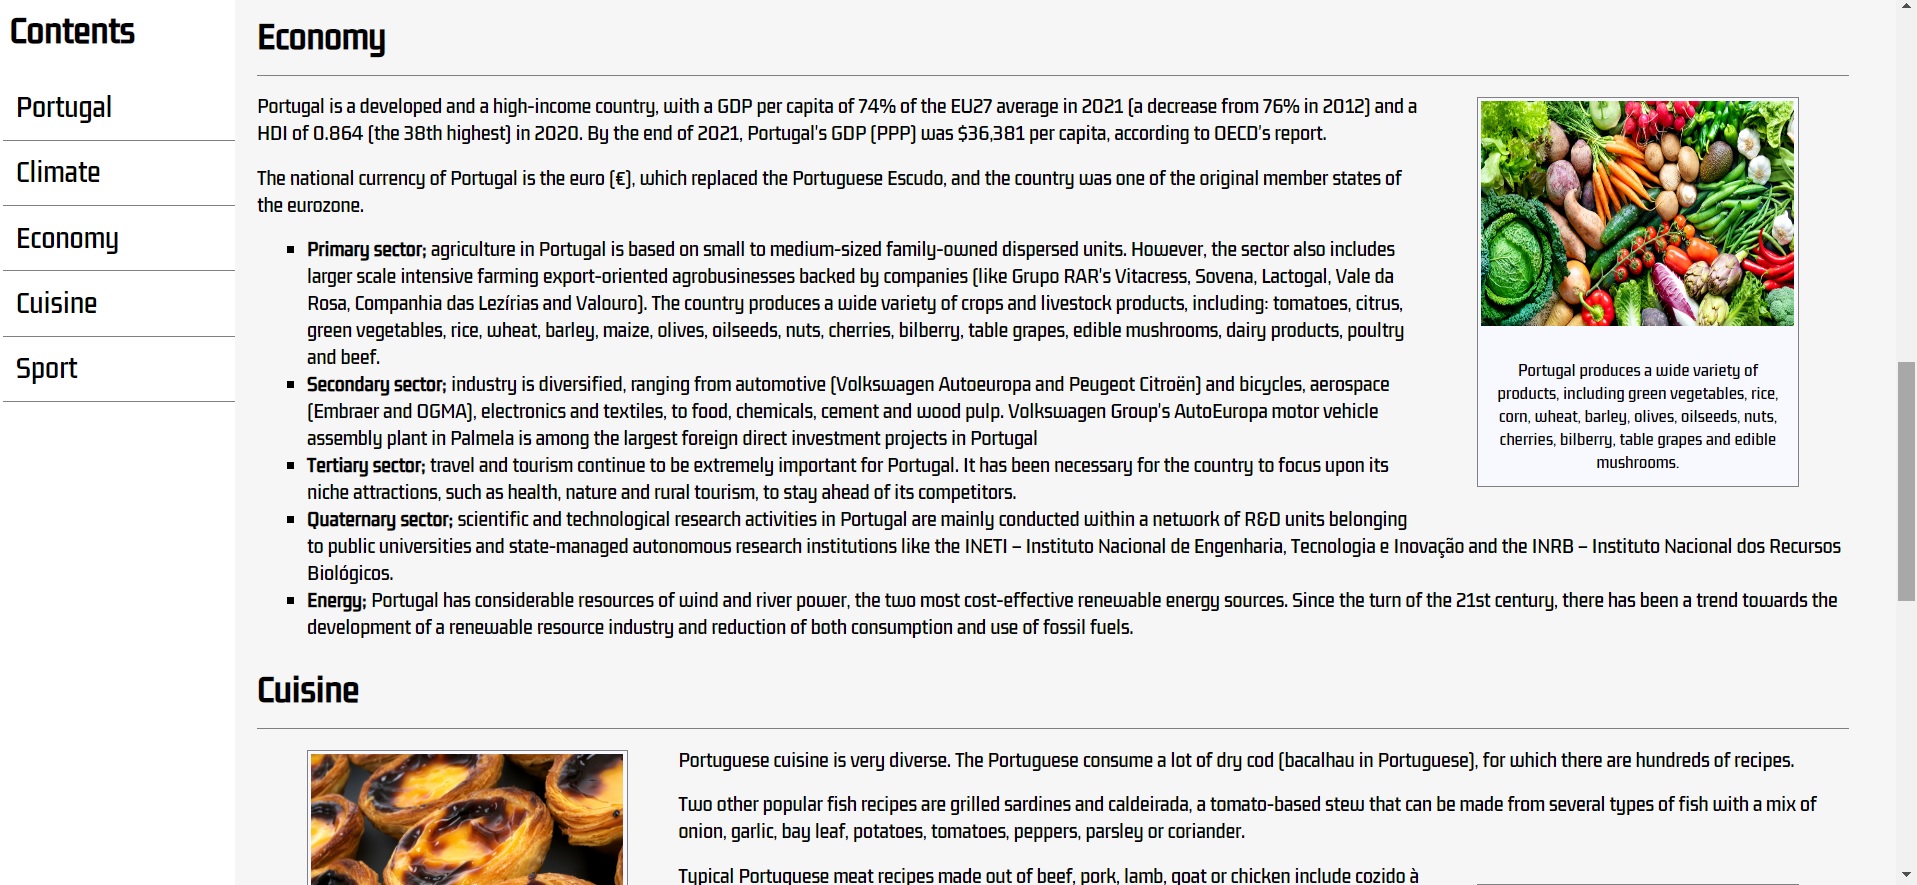 Contents
Portugal
Climate
Economy
Cuisine
Sport
Economy
Portugal is a developed and a high-income country, with a GDP per capita of 74% of the EU27 average in 2021 (a decrease from 76% in 2012) and a
HDI of 0.864 (the 38th highest) in 2020. By the end of 2021, Portugal's GDP (PPP) was $36,381 per capita, according to OECD's report.
The national currency of Portugal is the euro (€), which replaced the Portuguese Escudo, and the country was one of the original member states of
the eurozone.
Primary sector; agriculture in Portugal is based on small to medium-sized family-owned dispersed units. However, the sector also includes
larger scale intensive farming export-oriented agrobusinesses backed by companies (like Grupo RAR's Vitacress, Sovena, Lactogal, Vale da
Rosa, Companhia das Lezírias and Valouro). The country produces a wide variety of crops and livestock products, including: tomatoes, citrus,
green vegetables, rice, wheat, barley, maize, olives, oilseeds, nuts, cherries, bilberry, table grapes, edible mushrooms, dairy products, poultry
and beef.
Secondary sector; industry is diversified, ranging from automotive (Volkswagen Autoeuropa and Peugeot Citroën) and bicycles, aerospace
(Embraer and OGMA), electronics and textiles, to food, chemicals, cement and wood pulp. Volkswagen Group's AutoEuropa motor vehicle
assembly plant in Palmela is among the largest foreign direct investment projects in Portugal
Tertiary sector; travel and tourism continue to be extremely important for Portugal. It has been necessary for the country to focus upon its
niche attractions, such as health, nature and rural tourism, to stay ahead of its competitors.
Quaternary sector; scientific and technological research activities in Portugal are mainly conducted within a network of R&D units belonging
to public universities and state-managed autonomous research institutions like the INETI – Instituto Nacional de Engenharia, Tecnologia e Inovação and the INRB – Instituto Nacional dos Recursos
Biológicos.
Energy; Portugal has considerable resources of wind and river power, the two most cost-effective renewable energy sources. Since the turn of the 21st century, there has been a trend towards the
development of a renewable resource industry and reduction of both consumption and use of fossil fuels.
Portugal produces a wide variety of
products, including green vegetables, rice,
corn, wheat, barley, olives, oilseeds, nuts,
cherries, bilberry, table grapes and edible
mushrooms.
Cuisine
Portuguese cuisine is very diverse. The Portuguese consume a lot of dry cod (bacalhau in Portuguese), for which there are hundreds of recipes.
Two other popular fish recipes are grilled sardines and caldeirada, a tomato-based stew that can be made from several types of fish with a mix of
onion, garlic, bay leaf, potatoes, tomatoes, peppers, parsley or coriander.
Typical Portuguese meat recipes made out of beef, pork, lamb, goat or chicken include cozido à